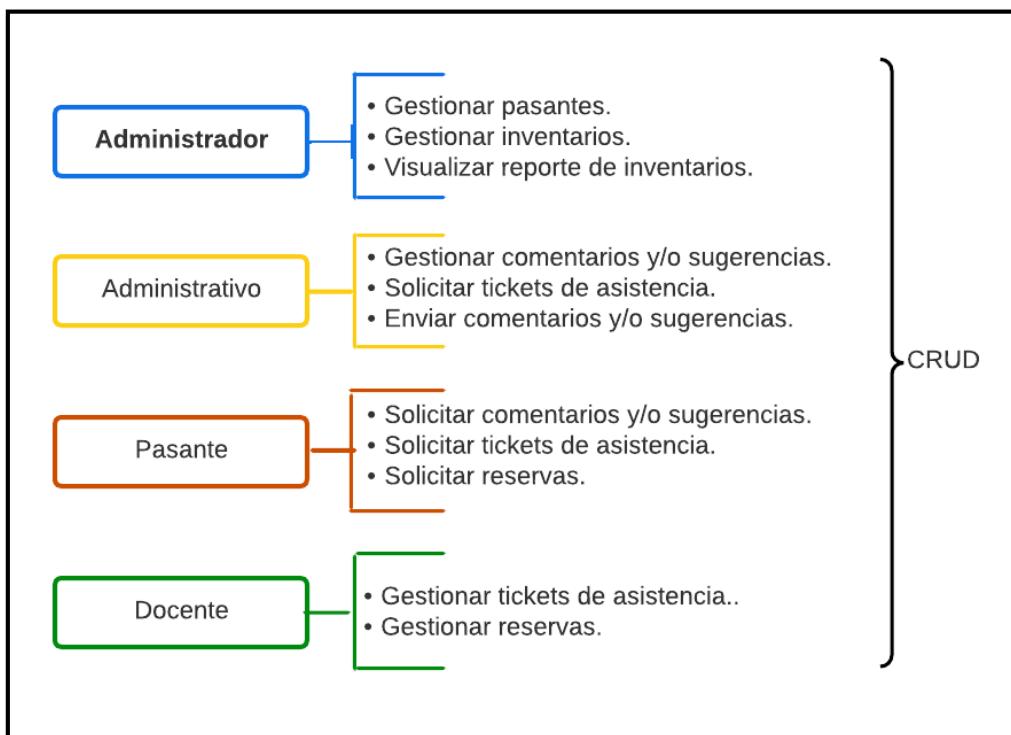 Administrador
• Gestionar pasantes.
• Gestionar inventarios.
• Visualizar reporte de inventarios.
Administrativo
• Gestionar comentarios y/o sugerencias.
• Solicitar tickets de asistencia.
• Enviar comentarios y/o sugerencias.
CRUD
Pasante
• Solicitar comentarios y/o sugerencias.
• Solicitar tickets de asistencia.
• Solicitar reservas.
Docente
• Gestionar tickets de asistencia..
• Gestionar reservas.